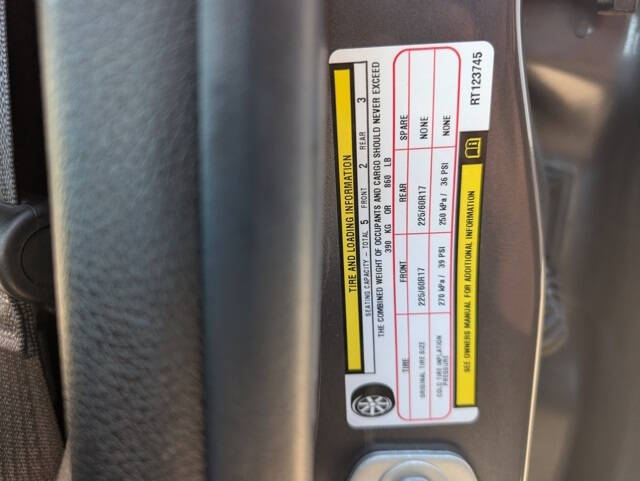 TIRE AND LOADING INFORMATION
SEATING CAPACITY - TOTAL 5 FRONT 2 REAR 3
THE COMBINED WEIGHT OF OCCUPANTS AND CARGO SHOULD NEVER EXCEED
390 KG OR 860 LB
TIRE FRONT REAR SPARE
ORIGINAL TIRE SIZE 225/60R17 225/60R17 NONE
COLD TIRE INFLATION PRESSURE 270 kPa / 39 PSI 250 kPa / 36 PSI NONE
SEE OWNERS MANUAL FOR ADDITIONAL INFORMATION
RT123745